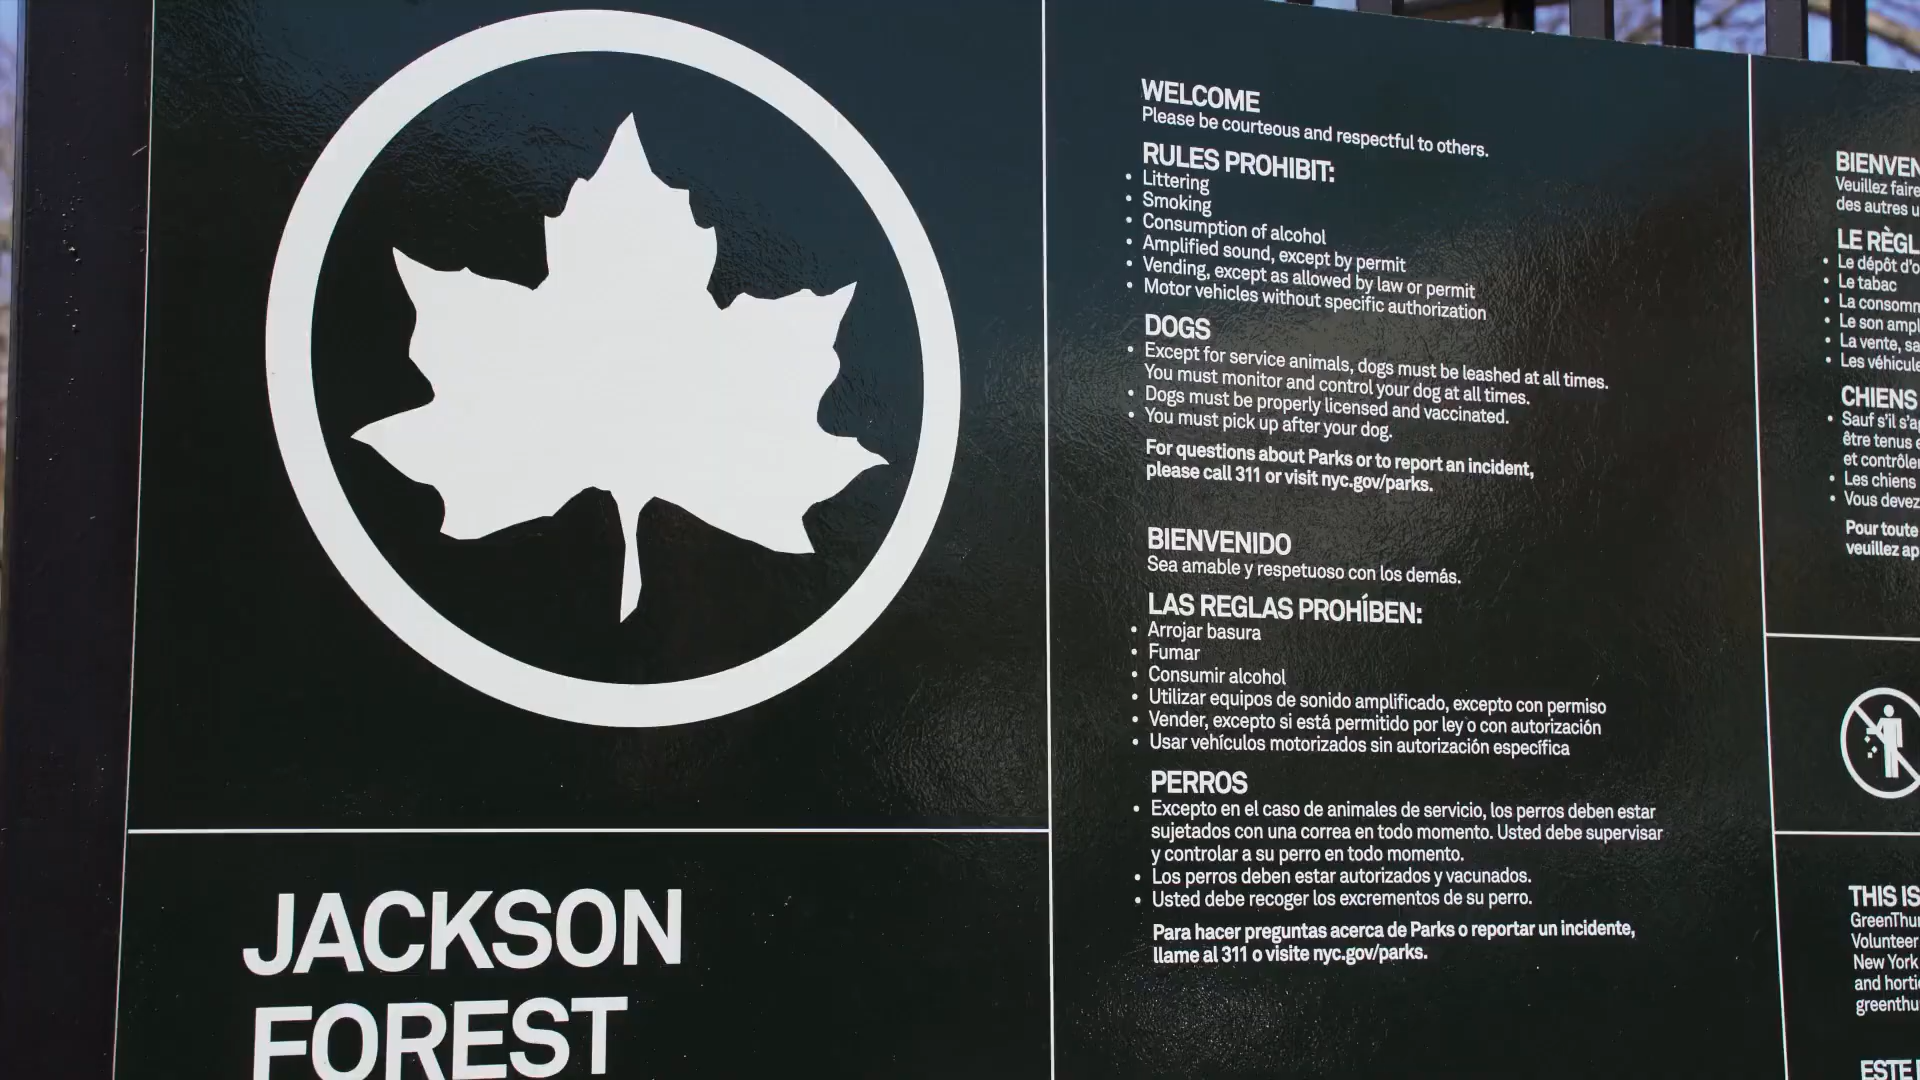 JACKSON
FOREST
WELCOME
Please be courteous and respectful to others.
RULES PROHIBIT:
• Littering
• Smoking
• Consumption of alcohol
• Amplified sound, except by permit
• Vending, except as allowed by law or permit
• Motor vehicles without specific authorization
DOGS
• Except for service animals, dogs must be leashed at all times.
You must monitor and control your dog at all times.
• Dogs must be properly licensed and vaccinated.
• You must pick up after your dog.
For questions about Parks or to report an incident,
please call 311 or visit nyc.gov/parks.
BIENVENIDO
Sea amable y respetuoso con los demás.
LAS REGLAS PROHÍBEN:
• Arrojar basura
• Fumar
• Consumir alcohol
• Utilizar equipos de sonido amplificado, excepto con permiso
• Vender, excepto si está permitido por ley o con autorización
• Usar vehículos motorizados sin autorización específica
PERROS
• Excepto en el caso de animales de servicio, los perros deben estar
sujetados con una correa en todo momento. Usted debe supervisar
y controlar a su perro en todo momento.
• Los perros deben estar autorizados y vacunados.
• Usted debe recoger los excrementos de su perro.
Para hacer preguntas acerca de Parks o reportar un incidente,
llame al 311 o visite nyc.gov/parks.
Veuillez faire
des autres
LE
• Le dépôt
• Le tabac
• La
• Le son
• La vente,
• Les
CHIENS
• Sauf s'il
être tenus
et
• Les chiens
• Vous devez
Pour toute
veuillez
THIS IS
Volunteer
New York
and
ESTE